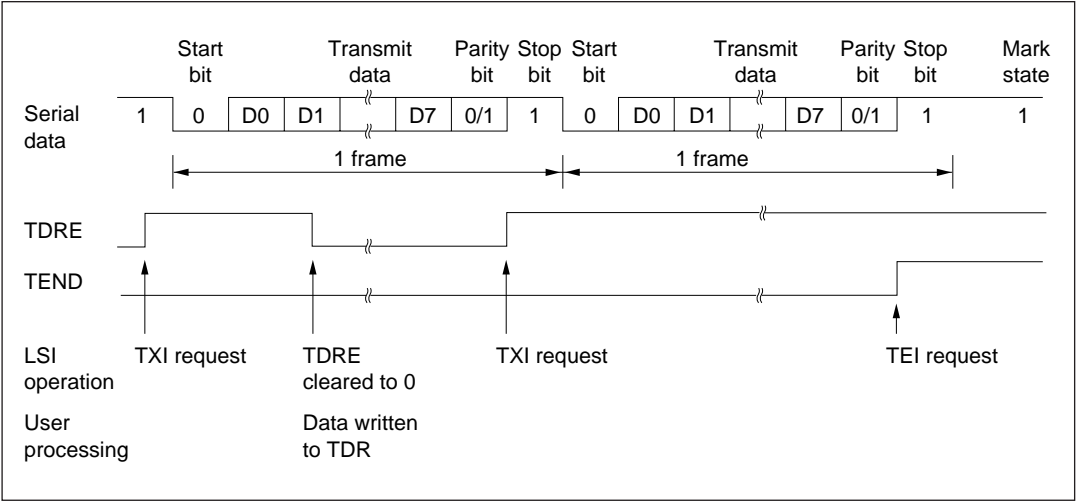 Start bit Transmit data Parity bit Stop bit Start bit Transmit data Parity bit Stop bit Mark state
Serial data 1 0 D0 D1 D7 0/1 1 0 D0 D1 D7 0/1 1 1
1 frame 1 frame
TDRE
TEND
LSI operation TXI request TDRE cleared to 0 TXI request TEI request
User processing Data written to TDR